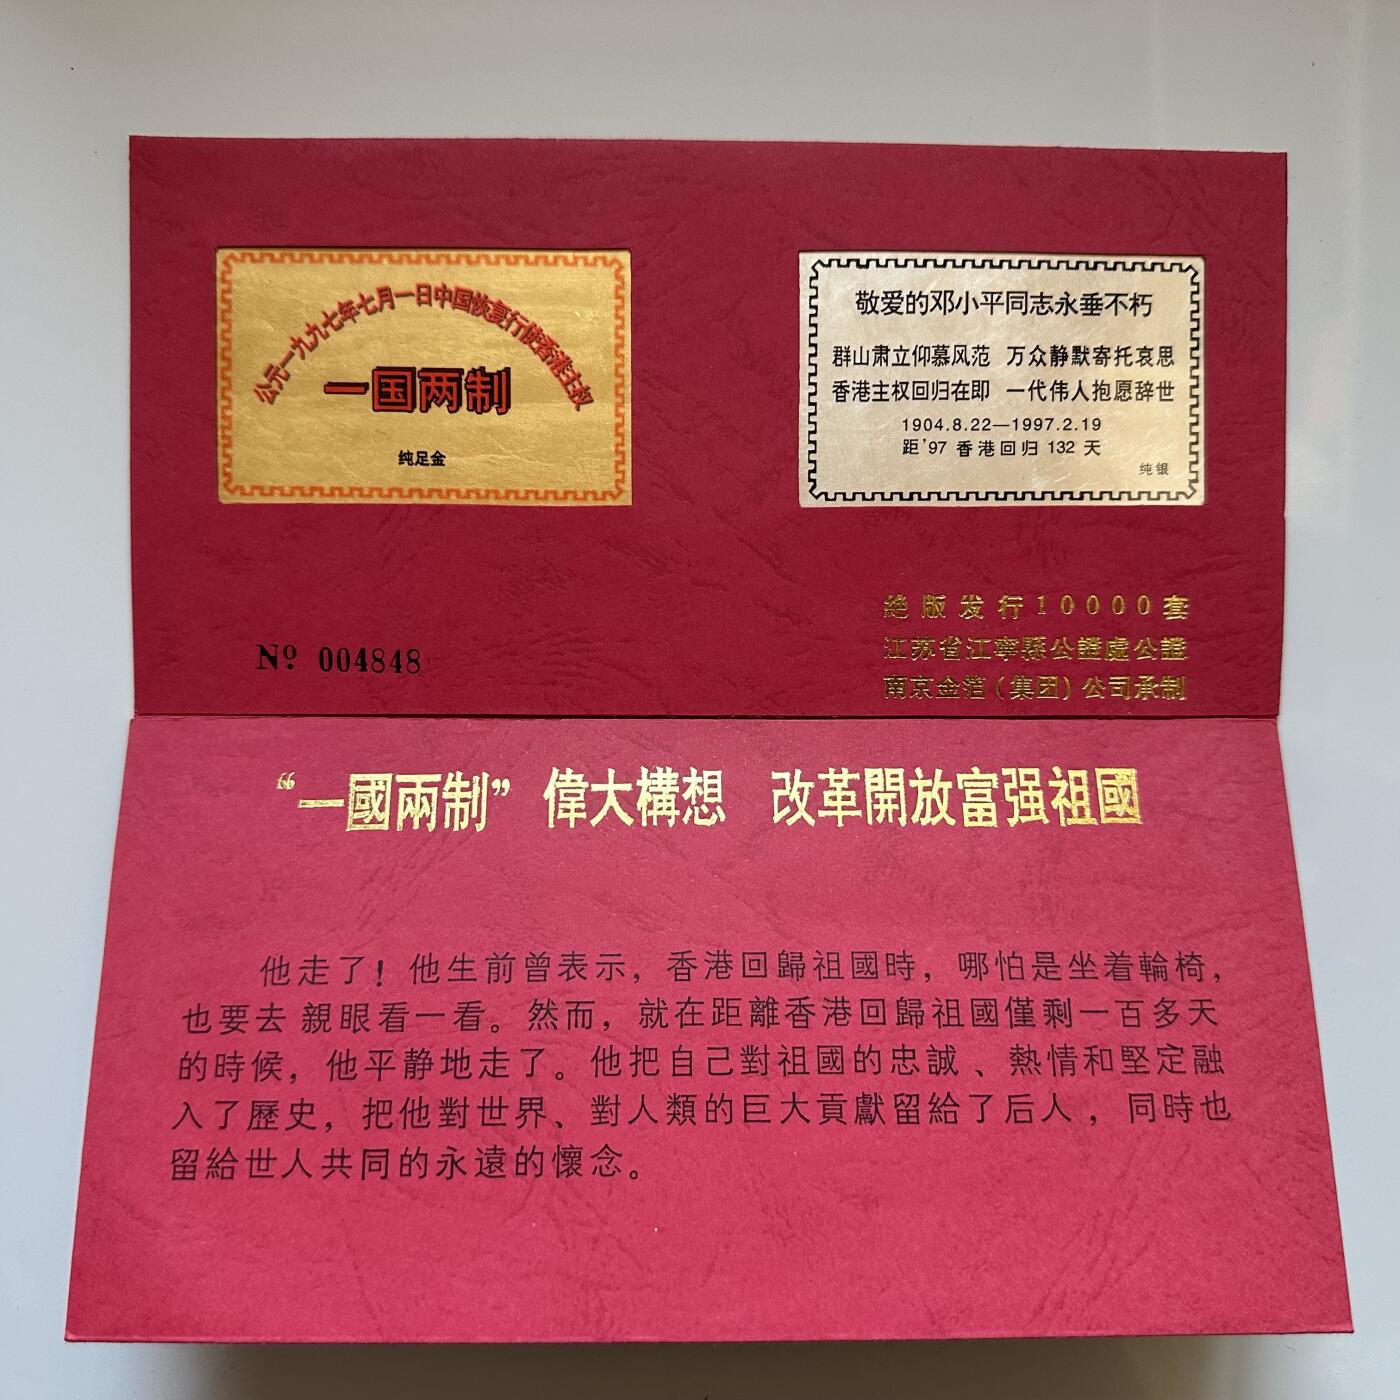 公元一九九七年七月一日中国恢复行使香港主权
一国两制
纯足金
敬爱的邓小平同志永垂不朽
群山肃立仰慕风范 万众静默寄托哀思
香港主权回归在即 一代伟人抱愿辞世
1904.8.22—1997.2.19
距'97 香港回归 132 天
纯银
№ 004848
绝版发行10000套
江苏省江寧縣公證處公證
南京金箔(集团)公司承制
“一國兩制” 偉大構想 改革開放富强祖國
他走了！他生前曾表示，香港回歸祖國時，哪怕是坐着輪椅，
也要去親眼看一看。然而，就在距離香港回歸祖國僅剩一百多天
的時候，他平静地走了。他把自己對祖國的忠誠、熱情和堅定融
入了歷史，把他對世界、對人類的巨大貢獻留給了后人，同時也
留給世人共同的永遠的懷念。